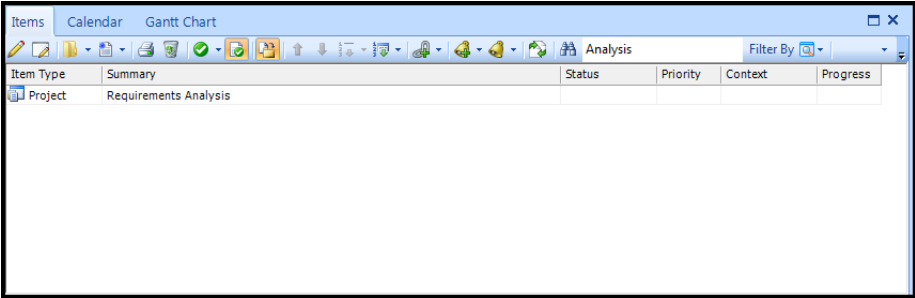 Items Calendar Gantt Chart
Analysis Filter By
Item Type Summary Status Priority Context Progress
Project Requirements Analysis